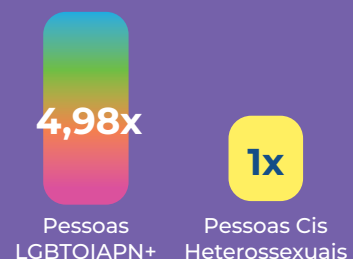 4,98x
1x
Pessoas
LGBTQIAPN+
Pessoas Cis
Heterossexuais